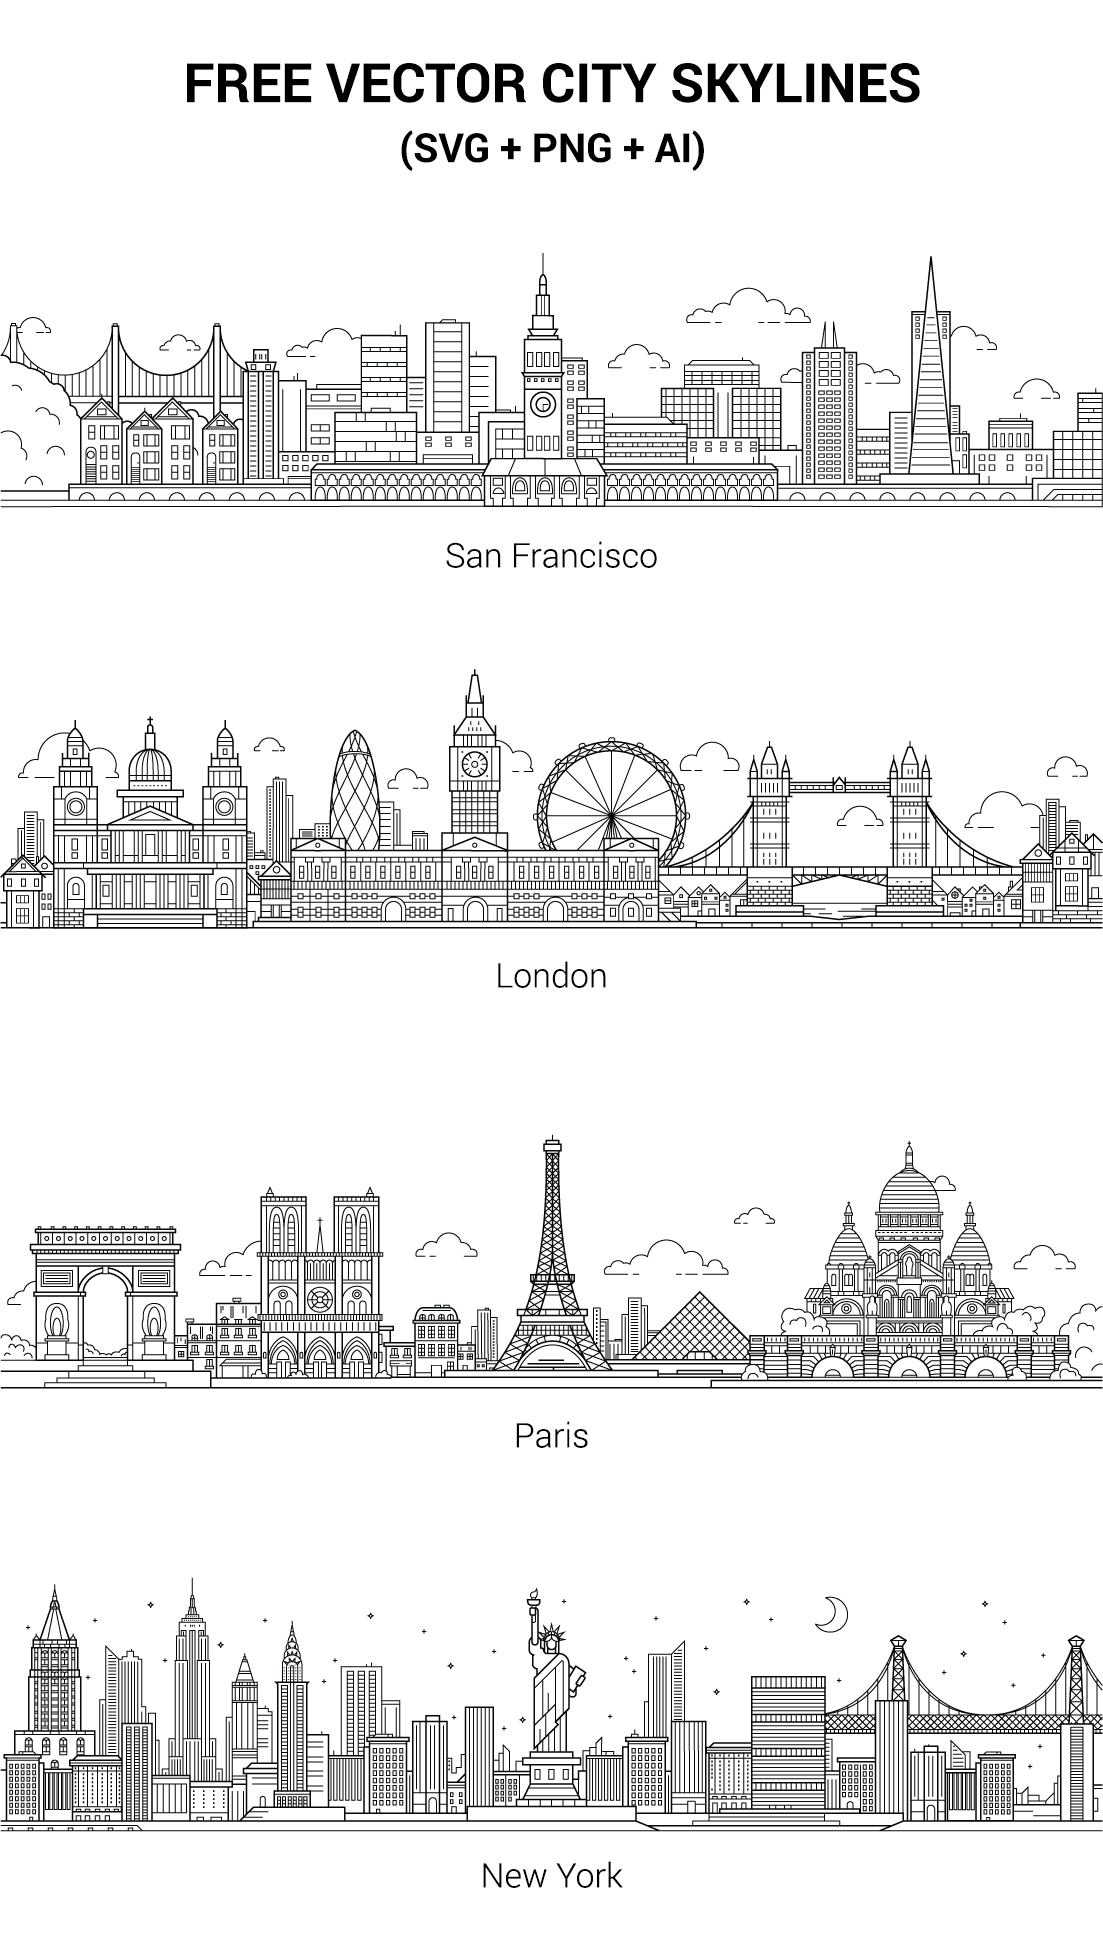 FREE VECTOR CITY SKYLINES
(SVG + PNG + AI)
San Francisco
London
Paris
New York